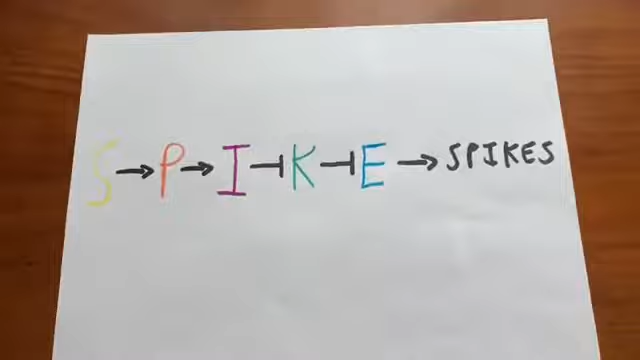 S → P → I ⊣ K ⊣ E → SPIKES